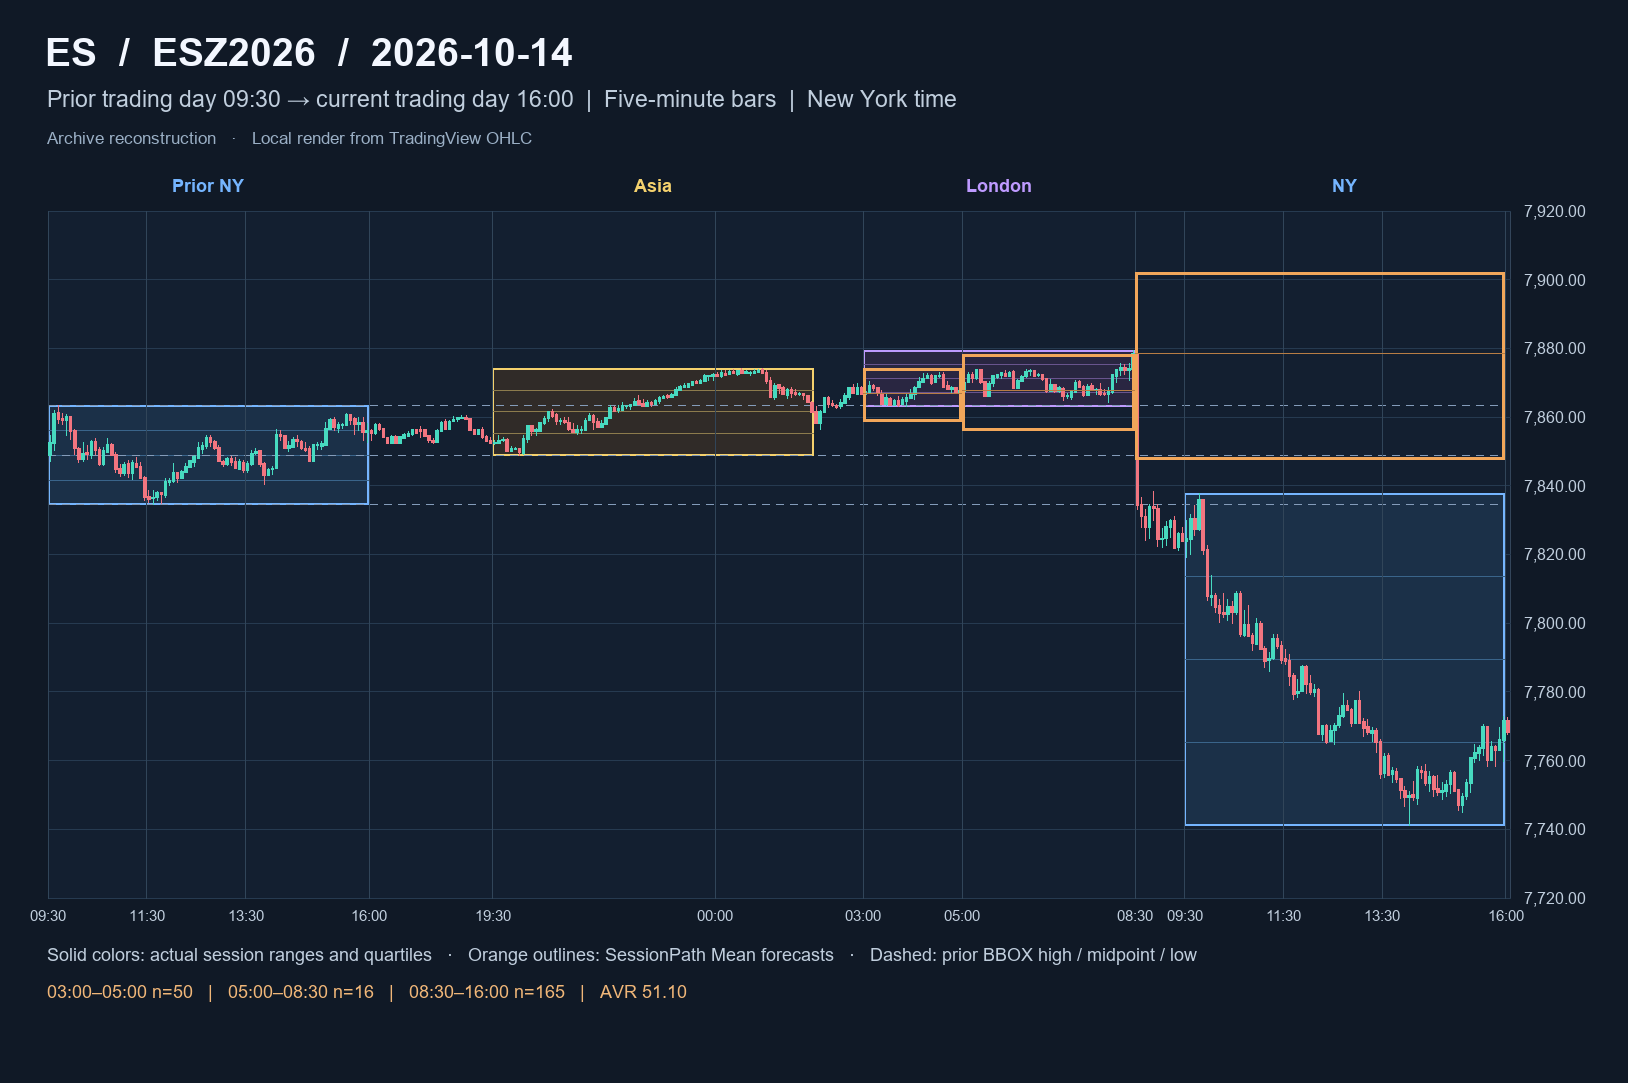 ES / ESZ2026 / 2026-10-14
Prior trading day 09:30 → current trading day 16:00 | Five-minute bars | New York time
Archive reconstruction · Local render from TradingView OHLC
Prior NY Asia London NY
7,920.00
7,900.00
7,880.00
7,860.00
7,840.00
7,820.00
7,800.00
7,780.00
7,760.00
7,740.00
7,720.00
09:30 11:30 13:30 16:00 19:30 00:00 03:00 05:00 08:30 09:30 11:30 13:30 16:00
Solid colors: actual session ranges and quartiles · Orange outlines: SessionPath Mean forecasts · Dashed: prior BBOX high / midpoint / low
03:00–05:00 n=50 | 05:00–08:30 n=16 | 08:30–16:00 n=165 | AVR 51.10